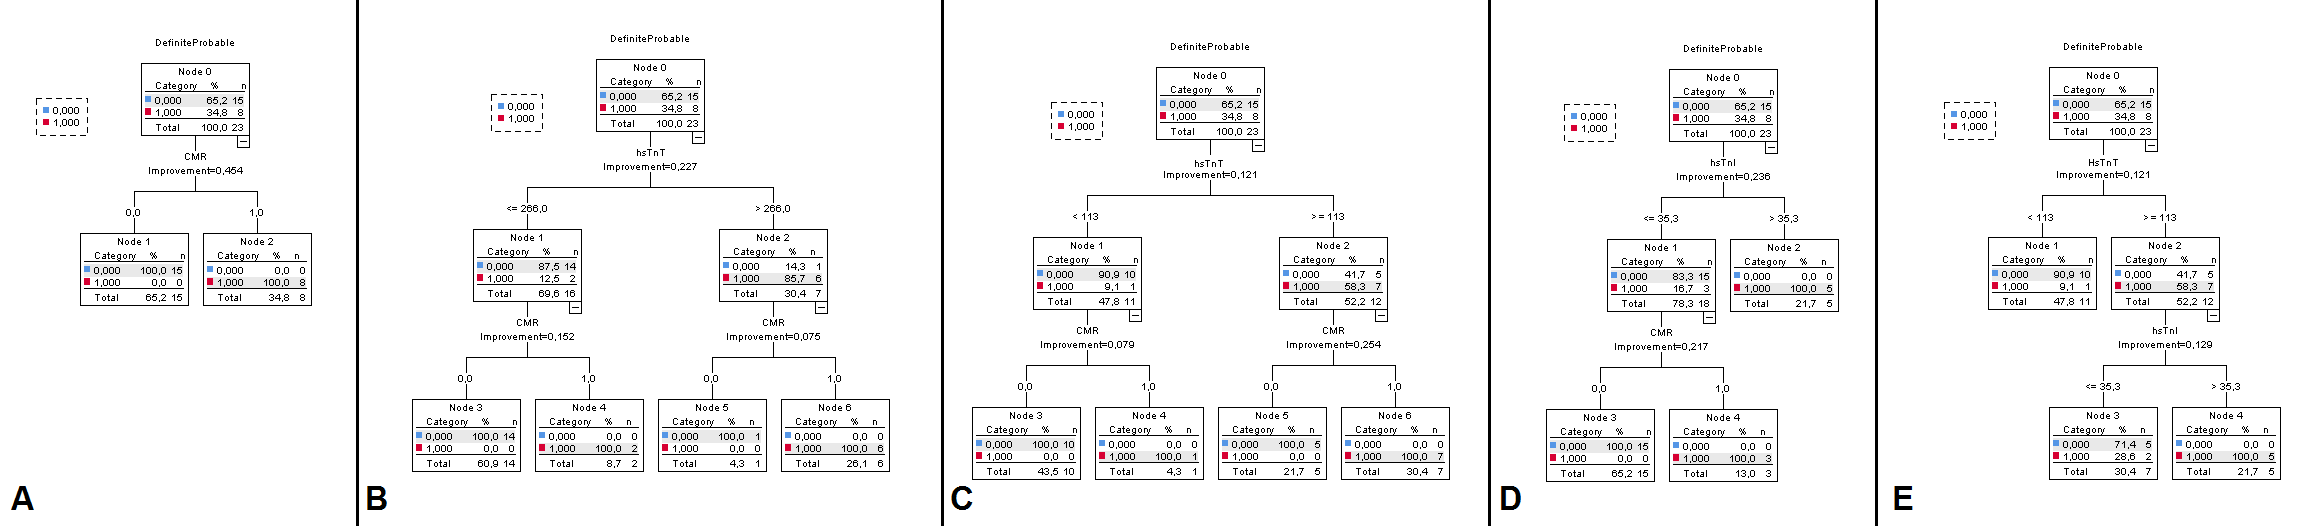 DefiniteProbable
0,000
1,000
Node 0
Category % n
0,000 65,2 15
1,000 34,8 8
Total 100,0 23
CMR
Improvement=0,454
0,0 1,0
Node 1
Category % n
0,000 100,0 15
1,000 0,0 0
Total 65,2 15
Node 2
Category % n
0,000 0,0 0
1,000 100,0 8
Total 34,8 8
A
DefiniteProbable
0,000
1,000
Node 0
Category % n
0,000 65,2 15
1,000 34,8 8
Total 100,0 23
hsTnT
Improvement=0,227
<= 266,0 > 266,0
Node 1
Category % n
0,000 87,5 14
1,000 12,5 2
Total 69,6 16
Node 2
Category % n
0,000 14,3 1
1,000 85,7 6
Total 30,4 7
CMR
Improvement=0,152
CMR
Improvement=0,075
0,0 1,0 0,0 1,0
Node 3
Category % n
0,000 100,0 14
1,000 0,0 0
Total 60,9 14
Node 4
Category % n
0,000 0,0 0
1,000 100,0 2
Total 8,7 2
Node 5
Category % n
0,000 100,0 1
1,000 0,0 0
Total 4,3 1
Node 6
Category % n
0,000 0,0 0
1,000 100,0 6
Total 26,1 6
B
DefiniteProbable
0,000
1,000
Node 0
Category % n
0,000 65,2 15
1,000 34,8 8
Total 100,0 23
hsTnT
Improvement=0,121
< 113 >= 113
Node 1
Category % n
0,000 90,9 10
1,000 9,1 1
Total 47,8 11
Node 2
Category % n
0,000 41,7 5
1,000 58,3 7
Total 52,2 12
CMR
Improvement=0,079
CMR
Improvement=0,254
0,0 1,0 0,0 1,0
Node 3
Category % n
0,000 100,0 10
1,000 0,0 0
Total 43,5 10
Node 4
Category % n
0,000 0,0 0
1,000 100,0 1
Total 4,3 1
Node 5
Category % n
0,000 100,0 5
1,000 0,0 0
Total 21,7 5
Node 6
Category % n
0,000 0,0 0
1,000 100,0 7
Total 30,4 7
C
DefiniteProbable
0,000
1,000
Node 0
Category % n
0,000 65,2 15
1,000 34,8 8
Total 100,0 23
hsTnI
Improvement=0,236
<= 35,3 > 35,3
Node 1
Category % n
0,000 83,3 15
1,000 16,7 3
Total 78,3 18
Node 2
Category % n
0,000 0,0 0
1,000 100,0 5
Total 21,7 5
CMR
Improvement=0,217
0,0 1,0
Node 3
Category % n
0,000 100,0 15
1,000 0,0 0
Total 65,2 15
Node 4
Category % n
0,000 0,0 0
1,000 100,0 3
Total 13,0 3
D
DefiniteProbable
0,000
1,000
Node 0
Category % n
0,000 65,2 15
1,000 34,8 8
Total 100,0 23
HsTnT
Improvement=0,121
< 113 >= 113
Node 1
Category % n
0,000 90,9 10
1,000 9,1 1
Total 47,8 11
Node 2
Category % n
0,000 41,7 5
1,000 58,3 7
Total 52,2 12
hsTnI
Improvement=0,129
<= 35,3 > 35,3
Node 3
Category % n
0,000 71,4 5
1,000 28,6 2
Total 30,4 7
Node 4
Category % n
0,000 0,0 0
1,000 100,0 5
Total 21,7 5
E